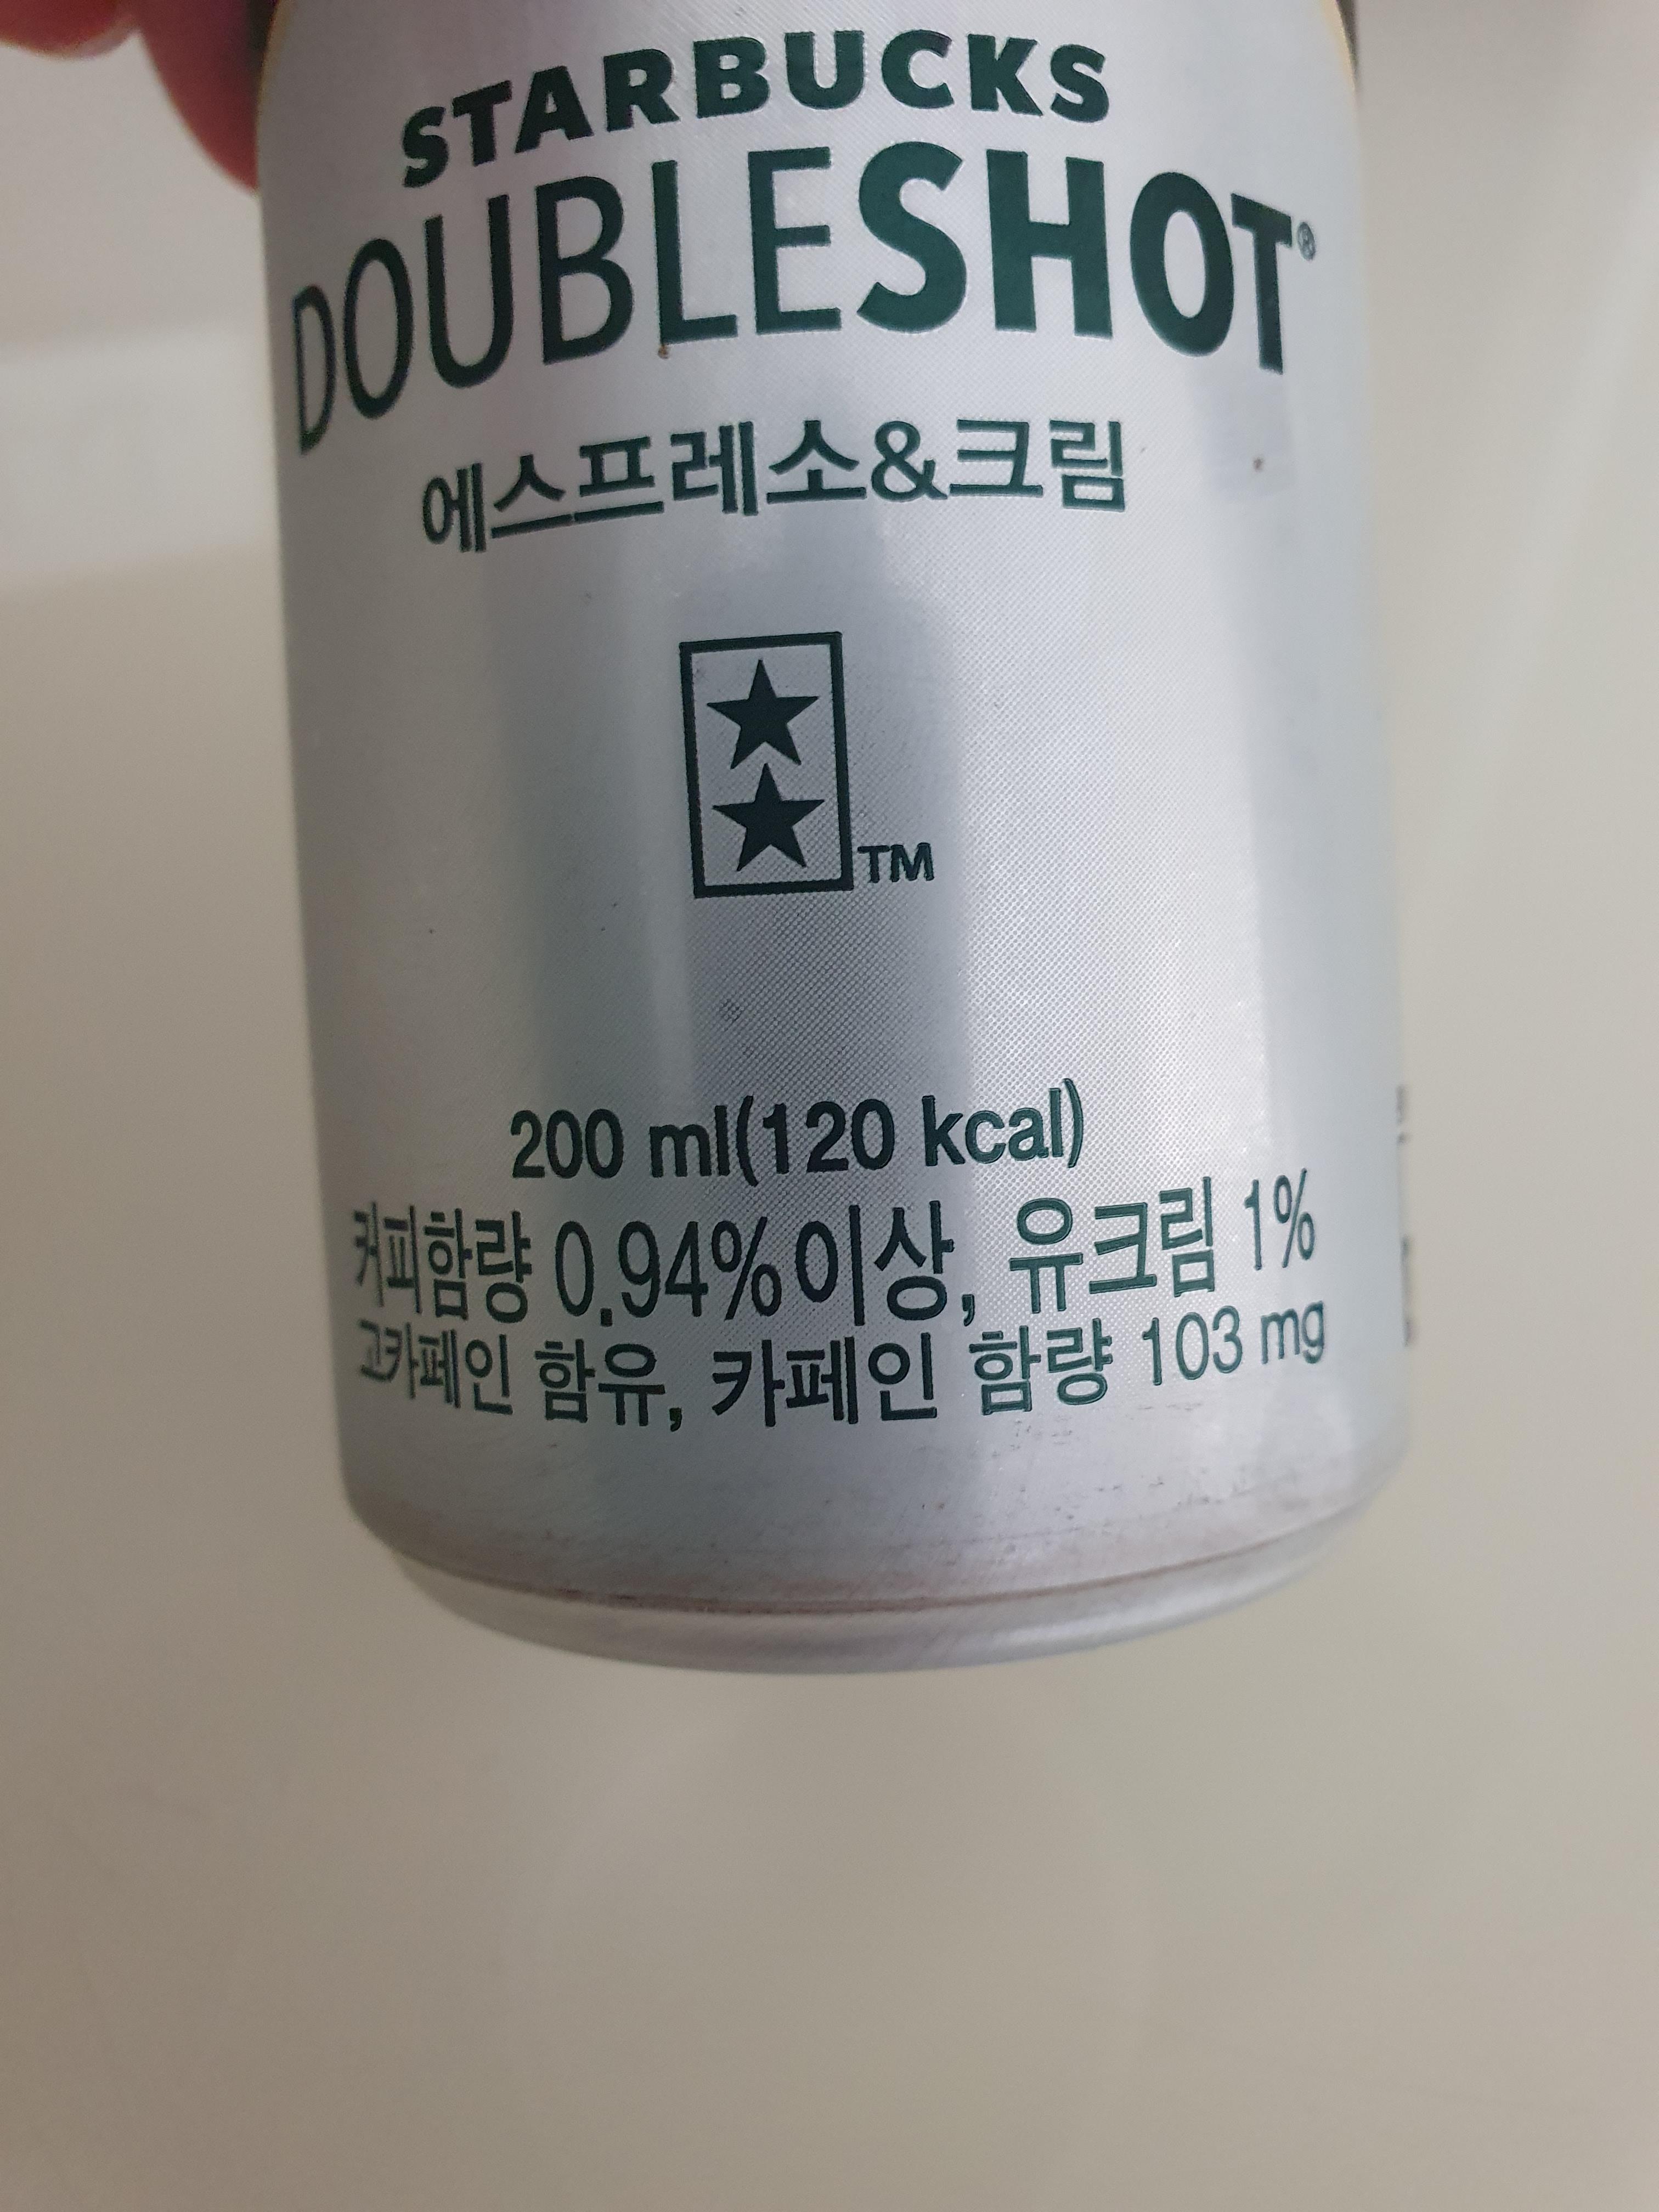 STARBUCKS
DOUBLESHOT®
에스프레소&크림
TM
200 ml(120 kcal)
커피함량 0.94%이상, 유크림 1%
고카페인 함유, 카페인 함량 103 mg